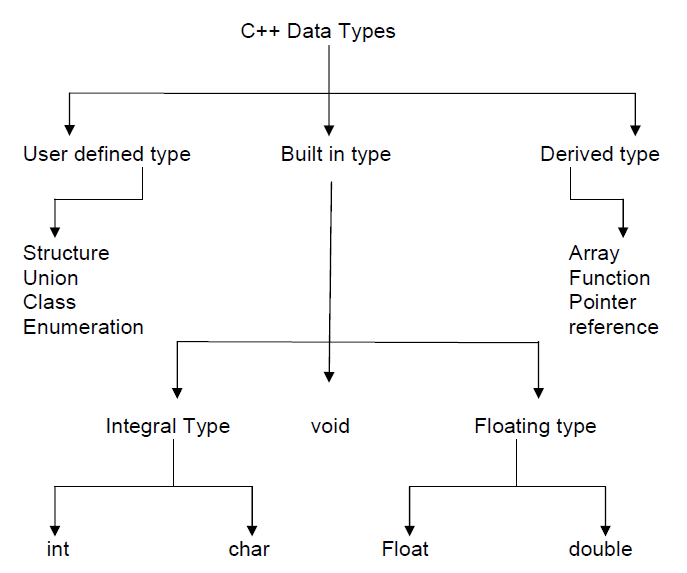 C++ Data Types
User defined type
Built in type
Derived type
Structure
Union
Class
Enumeration
Array
Function
Pointer
reference
Integral Type
void
Floating type
int
char
Float
double